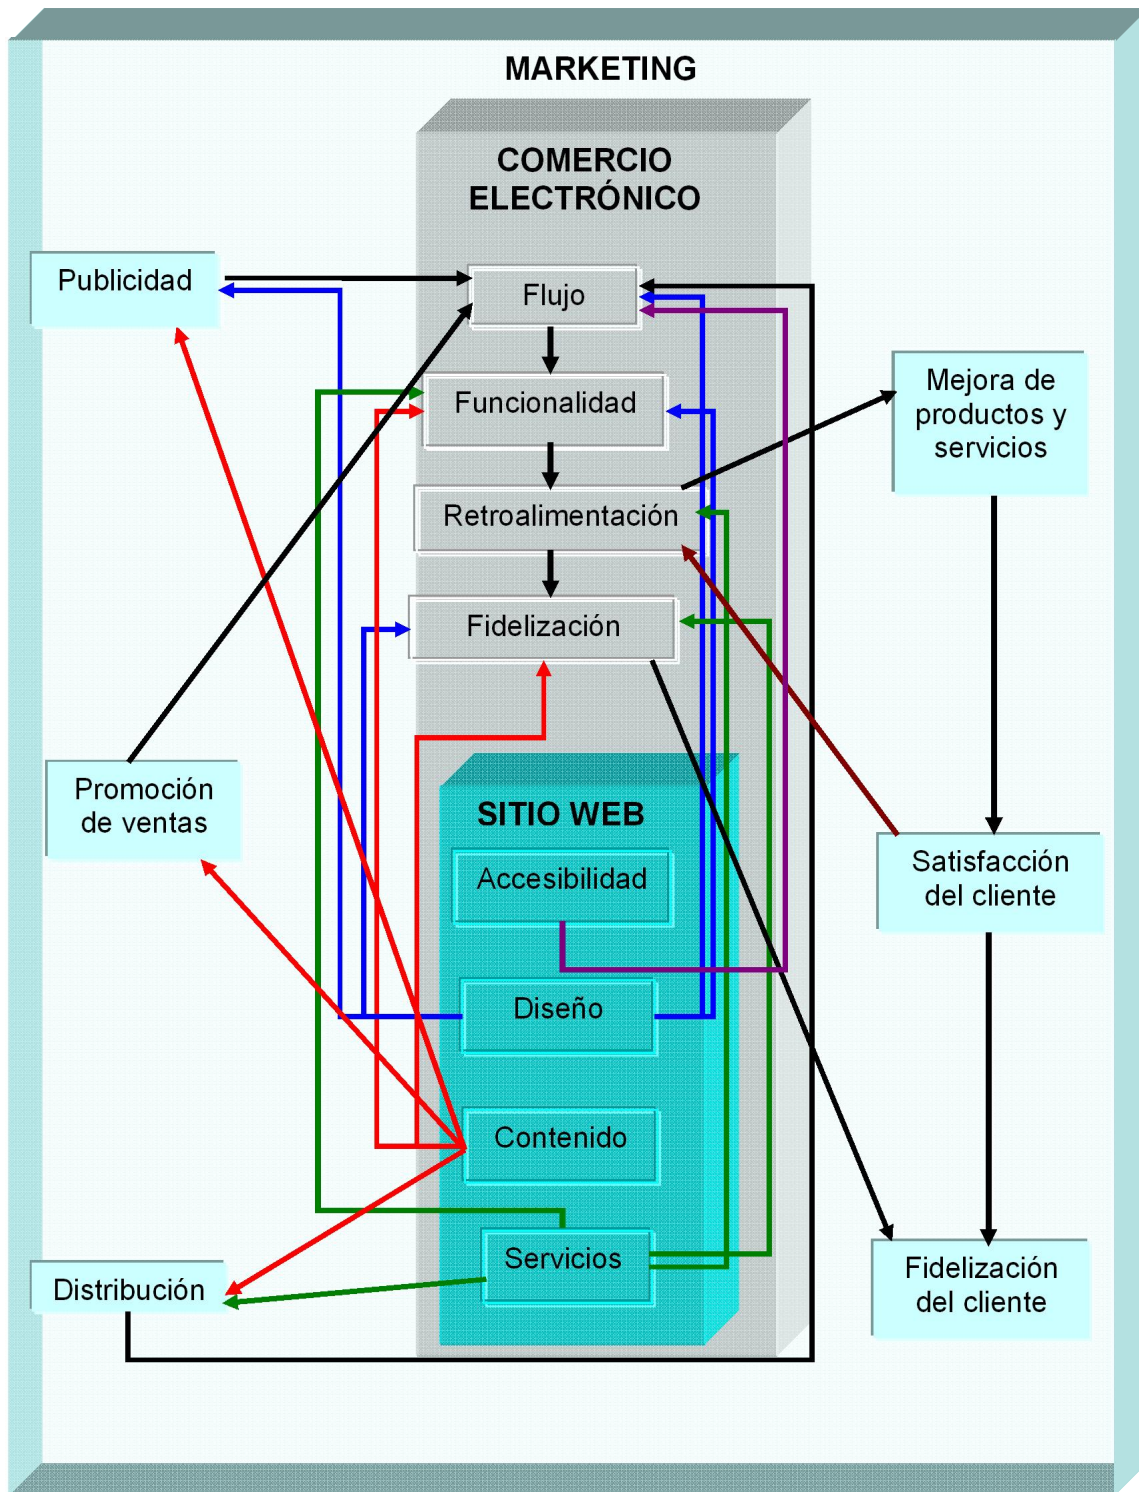 MARKETING
COMERCIO
ELECTRÓNICO
Publicidad
Flujo
Funcionalidad
Mejora de
productos y
servicios
Retroalimentación
Fidelización
Promoción
de ventas
SITIO WEB
Accesibilidad
Satisfacción
del cliente
Diseño
Contenido
Servicios
Distribución
Fidelización
del cliente